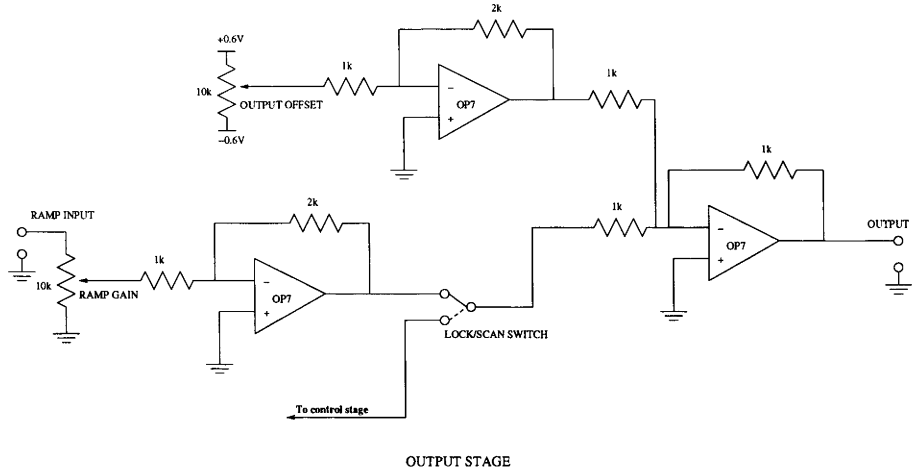 2k
+0.6V
1k
10k
OUTPUT OFFSET
−
OP7
+
−0.6V
1k
1k
RAMP INPUT
2k
1k
OUTPUT
1k
−
OP7
+
10k
RAMP GAIN
−
OP7
+
LOCK/SCAN SWITCH
To control stage
OUTPUT STAGE